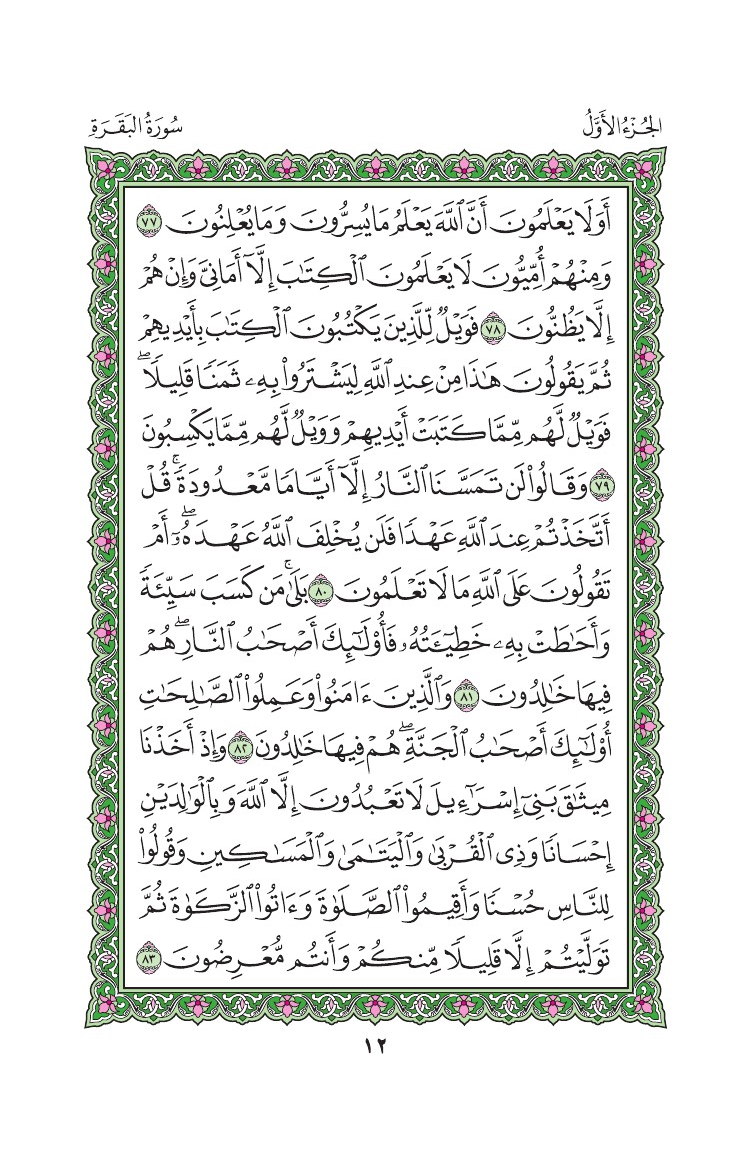 الجُزْءُ الأَوَّلُ
سُورَةُ البَقَرَةِ
أَوَلَا يَعْلَمُونَ أَنَّ ٱللَّهَ يَعْلَمُ مَا يُسِرُّونَ وَمَا يُعْلِنُونَ ٧٧
وَمِنْهُمْ أُمِّيُّونَ لَا يَعْلَمُونَ ٱلْكِتَٰبَ إِلَّآ أَمَانِىَّ وَإِنْ هُمْ
إِلَّا يَظُنُّونَ ٧٨ فَوَيْلٌ لِّلَّذِينَ يَكْتُبُونَ ٱلْكِتَٰبَ بِأَيْدِيهِمْ
ثُمَّ يَقُولُونَ هَٰذَا مِنْ عِندِ ٱللَّهِ لِيَشْتَرُوا۟ بِهِۦ ثَمَنًا قَلِيلًا ۖ
فَوَيْلٌ لَّهُم مِّمَّا كَتَبَتْ أَيْدِيهِمْ وَوَيْلٌ لَّهُم مِّمَّا يَكْسِبُونَ
٧٩ وَقَالُوا۟ لَن تَمَسَّنَا ٱلنَّارُ إِلَّآ أَيَّامًا مَّعْدُودَةً ۚ قُلْ
أَتَّخَذْتُمْ عِندَ ٱللَّهِ عَهْدًا فَلَن يُخْلِفَ ٱللَّهُ عَهْدَهُۥٓ ۖ أَمْ
تَقُولُونَ عَلَى ٱللَّهِ مَا لَا تَعْلَمُونَ ٨٠ بَلَىٰ ۚ مَن كَسَبَ سَيِّئَةً
وَأَحَٰطَتْ بِهِۦ خَطِيٓـَٔتُهُۥ فَأُو۟لَٰٓئِكَ أَصْحَٰبُ ٱلنَّارِ ۖ هُمْ
فِيهَا خَٰلِدُونَ ٨١ وَٱلَّذِينَ ءَامَنُوا۟ وَعَمِلُوا۟ ٱلصَّٰلِحَٰتِ
أُو۟لَٰٓئِكَ أَصْحَٰبُ ٱلْجَنَّةِ ۖ هُمْ فِيهَا خَٰلِدُونَ ٨٢ وَإِذْ أَخَذْنَا
مِيثَٰقَ بَنِىٓ إِسْرَٰٓءِيلَ لَا تَعْبُدُونَ إِلَّا ٱللَّهَ وَبِٱلْوَٰلِدَيْنِ
إِحْسَانًا وَذِى ٱلْقُرْبَىٰ وَٱلْيَتَٰمَىٰ وَٱلْمَسَٰكِينِ وَقُولُوا۟
لِلنَّاسِ حُسْنًا وَأَقِيمُوا۟ ٱلصَّلَوٰةَ وَءَاتُوا۟ ٱلزَّكَوٰةَ ثُمَّ
تَوَلَّيْتُمْ إِلَّا قَلِيلًا مِّنكُمْ وَأَنتُم مُّعْرِضُونَ ٨٣
١٢